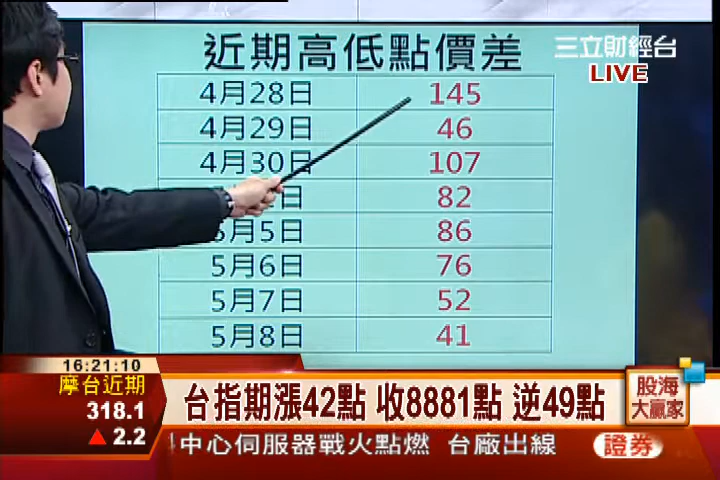 近期高低點價差
三立財經台
LIVE
4月28日 145
4月29日 46
4月30日 107
日 82
5月5日 86
5月6日 76
5月7日 52
5月8日 41
16:21:10
摩台近期
318.1
▲2.2
台指期漲42點 收8881點 逆49點
股海
大贏家
中心伺服器戰火點燃 台廠出線
證券